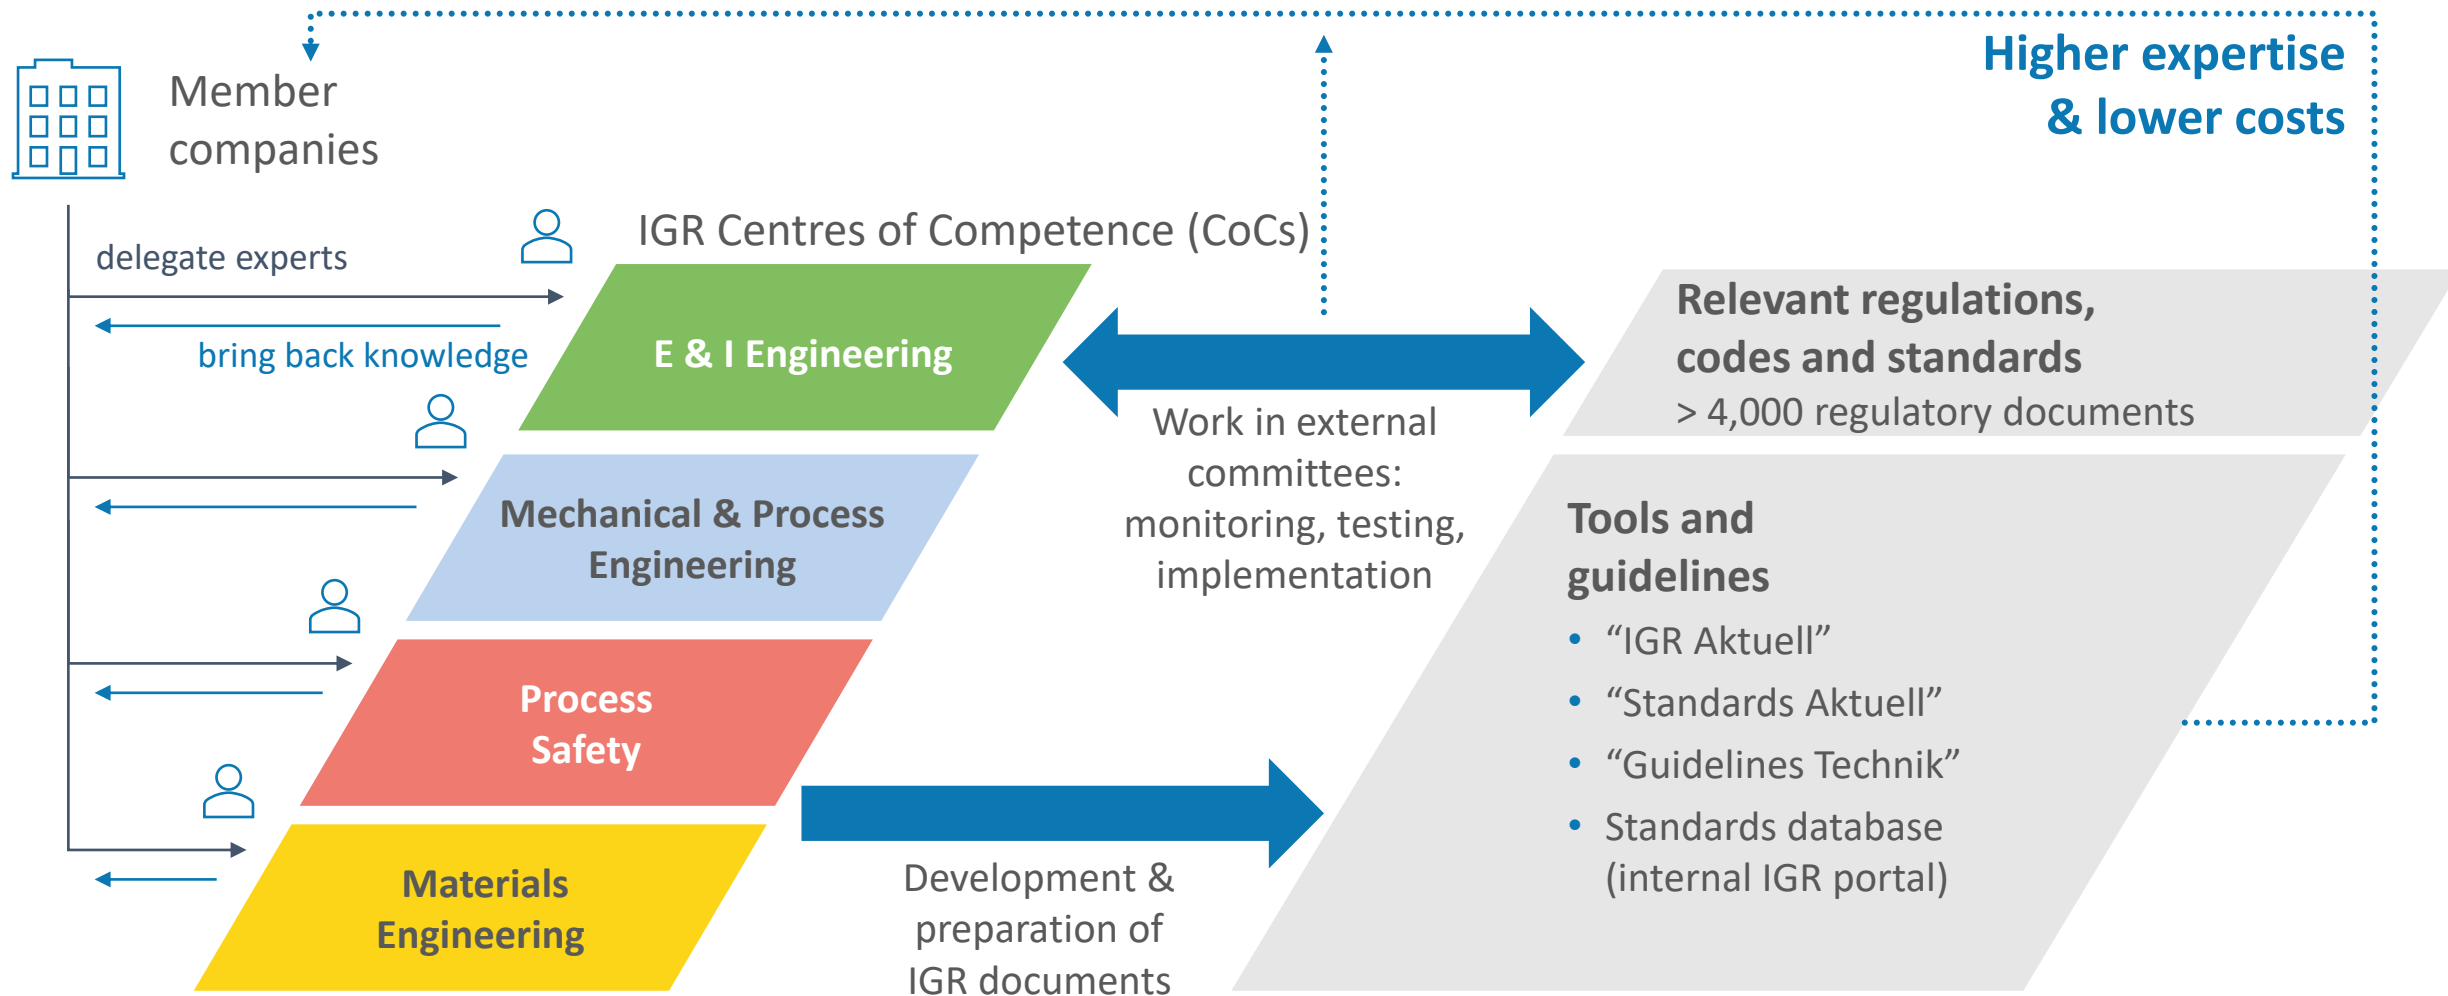 Higher expertise
& lower costs
Member
companies
IGR Centres of Competence (CoCs)
delegate experts
bring back knowledge
E & I Engineering
Mechanical & Process
Engineering
Process
Safety
Materials
Engineering
Work in external
committees:
monitoring, testing,
implementation
Development &
preparation of
IGR documents
Relevant regulations,
codes and standards
> 4,000 regulatory documents
Tools and
guidelines
• “IGR Aktuell”
• “Standards Aktuell”
• “Guidelines Technik”
• Standards database
(internal IGR portal)